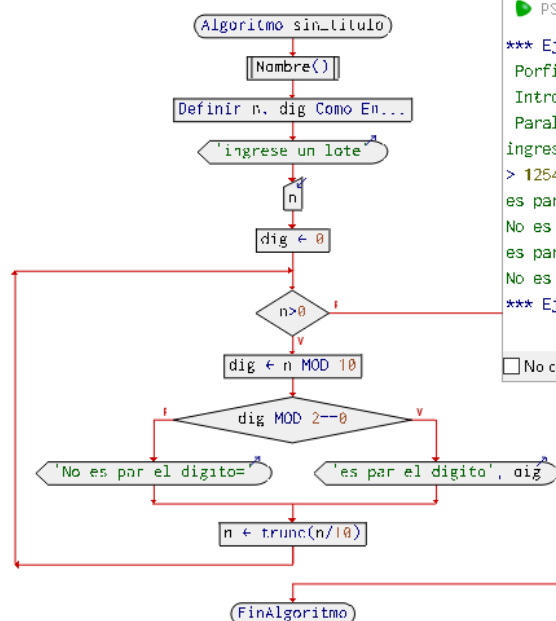 Algoritmo sin_titulo
Nombre()
Definir n, dig Como En...
'ingrese un lote'
n
dig ← 0
n>0
F
V
dig ← n MOD 10
dig MOD 2==0
F
V
'No es par el digito='
'es par el digito', dig
n ← trunc(n/10)
FinAlgoritmo
PS
*** Ej
Porfi
Intro
Paral
ingres
> 1254
es par
No es
es par
No es
*** Ej
No c